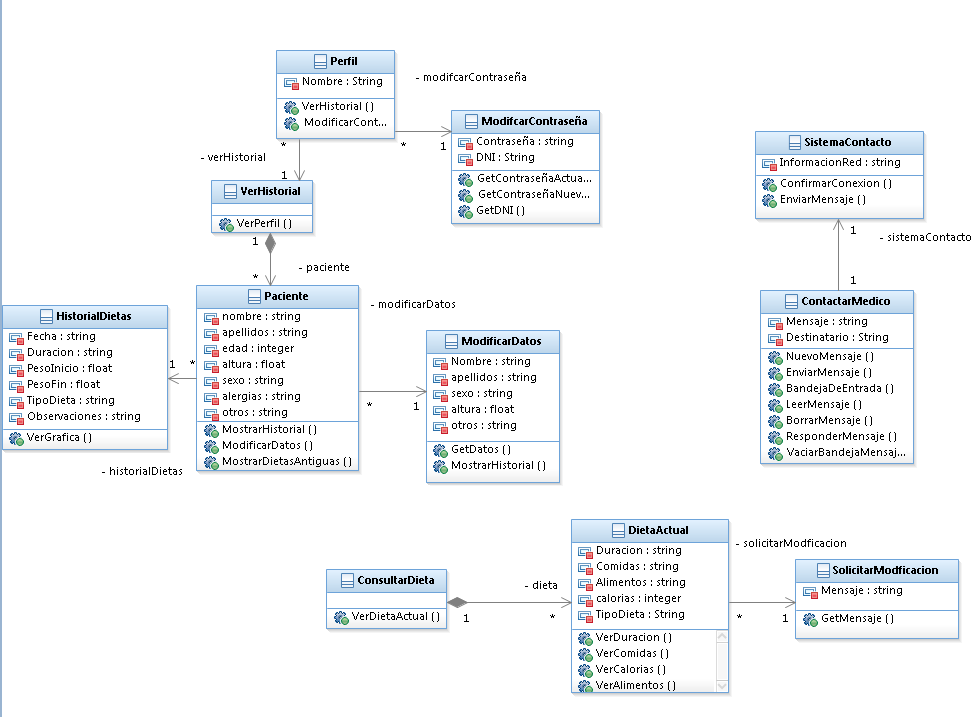 Perfil
Nombre : String
VerHistorial ( )
ModificarCont...
- modifcarContraseña
* 1
ModifcarContraseña
Contraseña : string
DNI : String
GetContraseñaActua...
GetContraseñaNuev...
GetDNI ( )
*
- verHistorial
1
VerHistorial
VerPerfil ( )
1
- paciente
*
Paciente
nombre : string
apellidos : string
edad : integer
altura : float
sexo : string
alergias : string
otros : string
MostrarHistorial ( )
ModificarDatos ( )
MostrarDietasAntiguas ( )
HistorialDietas
Fecha : string
Duracion : string
PesoInicio : float
PesoFin : float
TipoDieta : string
Observaciones : string
VerGrafica ( )
1 *
- historialDietas
- modificarDatos
* 1
ModificarDatos
Nombre : string
apellidos : string
sexo : string
altura : float
otros : string
GetDatos ( )
MostrarHistorial ( )
SistemaContacto
InformacionRed : string
ConfirmarConexion ( )
EnviarMensaje ( )
1
- sistemaContacto
1
ContactarMedico
Mensaje : string
Destinatario : String
NuevoMensaje ( )
EnviarMensaje ( )
BandejaDeEntrada ( )
LeerMensaje ( )
BorrarMensaje ( )
ResponderMensaje ( )
VaciarBandejaMensaj...
ConsultarDieta
VerDietaActual ( )
- dieta
1 *
DietaActual
Duracion : string
Comidas : string
Alimentos : string
calorias : integer
TipoDieta : String
VerDuracion ( )
VerComidas ( )
VerCalorias ( )
VerAlimentos ( )
- solicitarModficacion
* 1
SolicitarModficacion
Mensaje : string
GetMensaje ( )